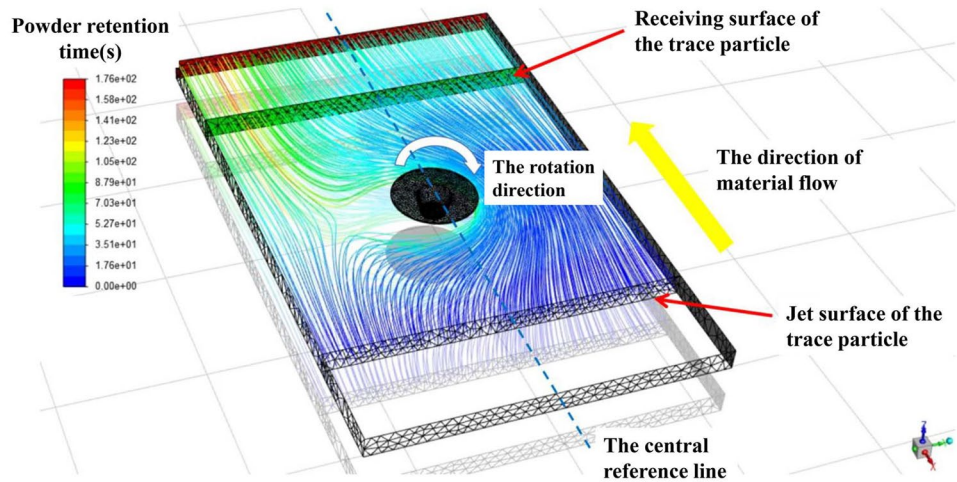 Powder retention
time(s)
1.76e+02
1.58e+02
1.41e+02
1.23e+02
1.05e+02
8.79e+01
7.03e+01
5.27e+01
3.51e+01
1.76e+01
0.00e+00
Receiving surface of
the trace particle
The rotation
direction
The direction of
material flow
Jet surface of the
trace particle
The central
reference line
Z
X